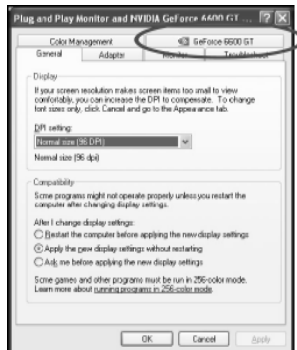 Plug and Play Monitor and NVIDIA GeForce 6600 GT ...
Color Management
GeForce 6600 GT
General
Adapter
Monitor
Troubleshoot
Display
If your screen resolution makes screen items too small to view
comfortably, you can increase the DPI to compensate. To change
font sizes only, click Cancel and go to the Appearance tab.
DPI setting:
Normal size (96 DPI)
Normal size (96 dpi)
Compatibility
Some programs might not operate properly unless you restart the
computer after changing display settings.
After I change display settings:
Restart the computer before applying the new display settings
Apply the new display settings without restarting
Ask me before applying the new display settings
Some games and other programs must be run in 256-color mode.
Learn more about running programs in 256-color mode.
OK
Cancel
Apply